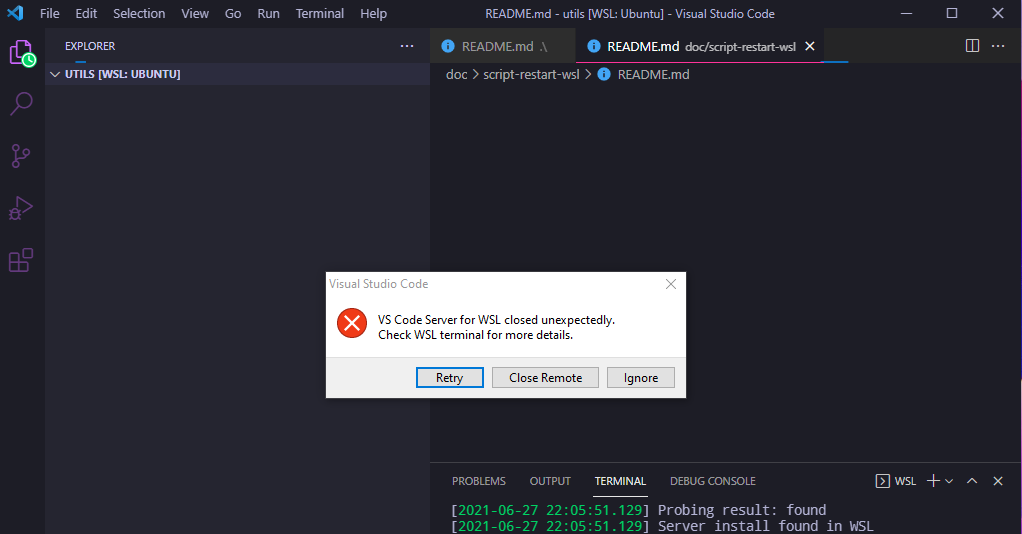 File Edit Selection View Go Run Terminal Help README.md - utils [WSL: Ubuntu] - Visual Studio Code
EXPLORER
README.md .\ README.md doc/script-restart-wsl
UTILS [WSL: UBUNTU]
doc > script-restart-wsl > README.md
Visual Studio Code
VS Code Server for WSL closed unexpectedly.
Check WSL terminal for more details.
Retry Close Remote Ignore
PROBLEMS OUTPUT TERMINAL DEBUG CONSOLE WSL
[2021-06-27 22:05:51.129] Probing result: found
[2021-06-27 22:05:51.129] Server install found in WSL